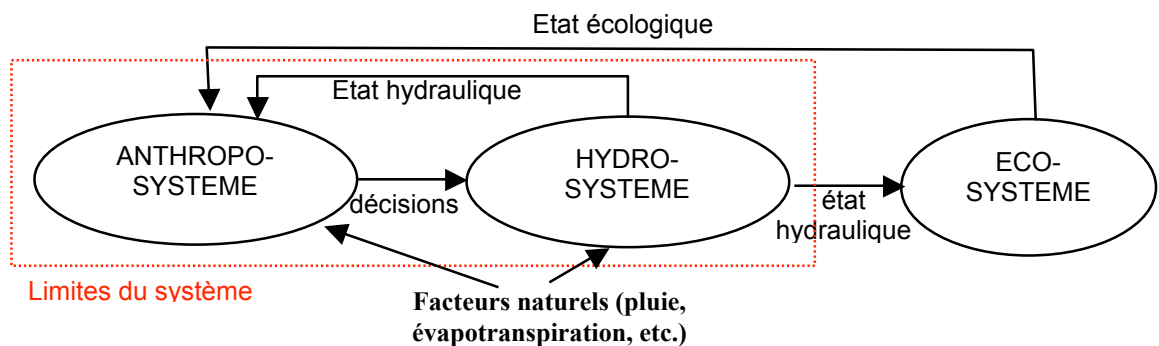 Etat écologique
Etat hydraulique
ANTHROPO-
SYSTEME
HYDRO-
SYSTEME
ECO-
SYSTEME
décisions
état
hydraulique
Limites du système
Facteurs naturels (pluie,
évapotranspiration, etc.)